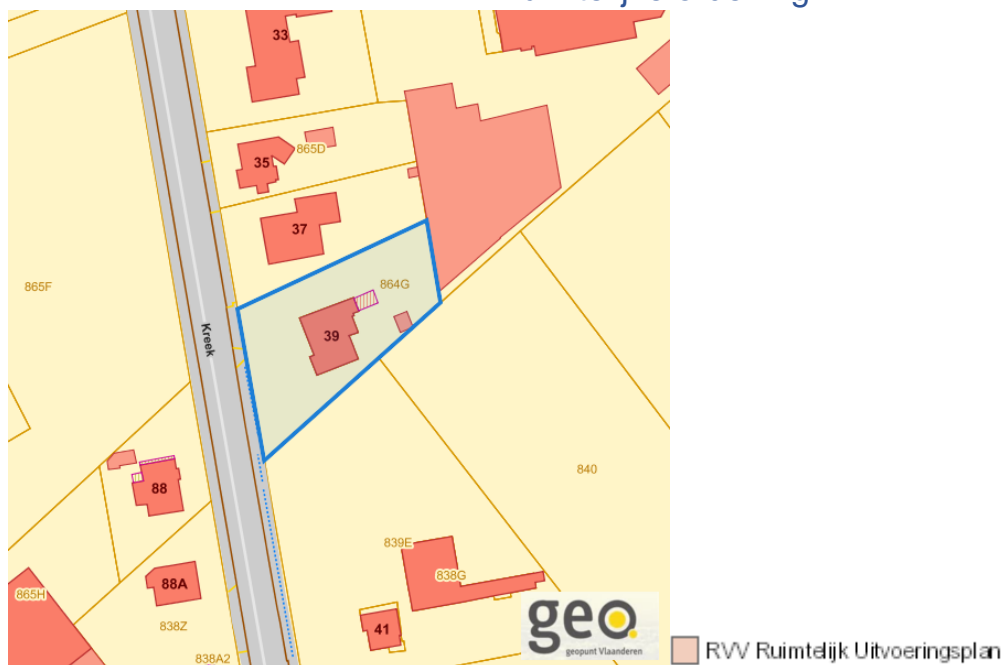 33
35
865D
37
865F
864G
39
Kreek
88
840
839E
838G
88A
865H
838Z
41
838A2
geo
geopunt Vlaanderen
RVV Ruimtelijk Uitvoeringsplan